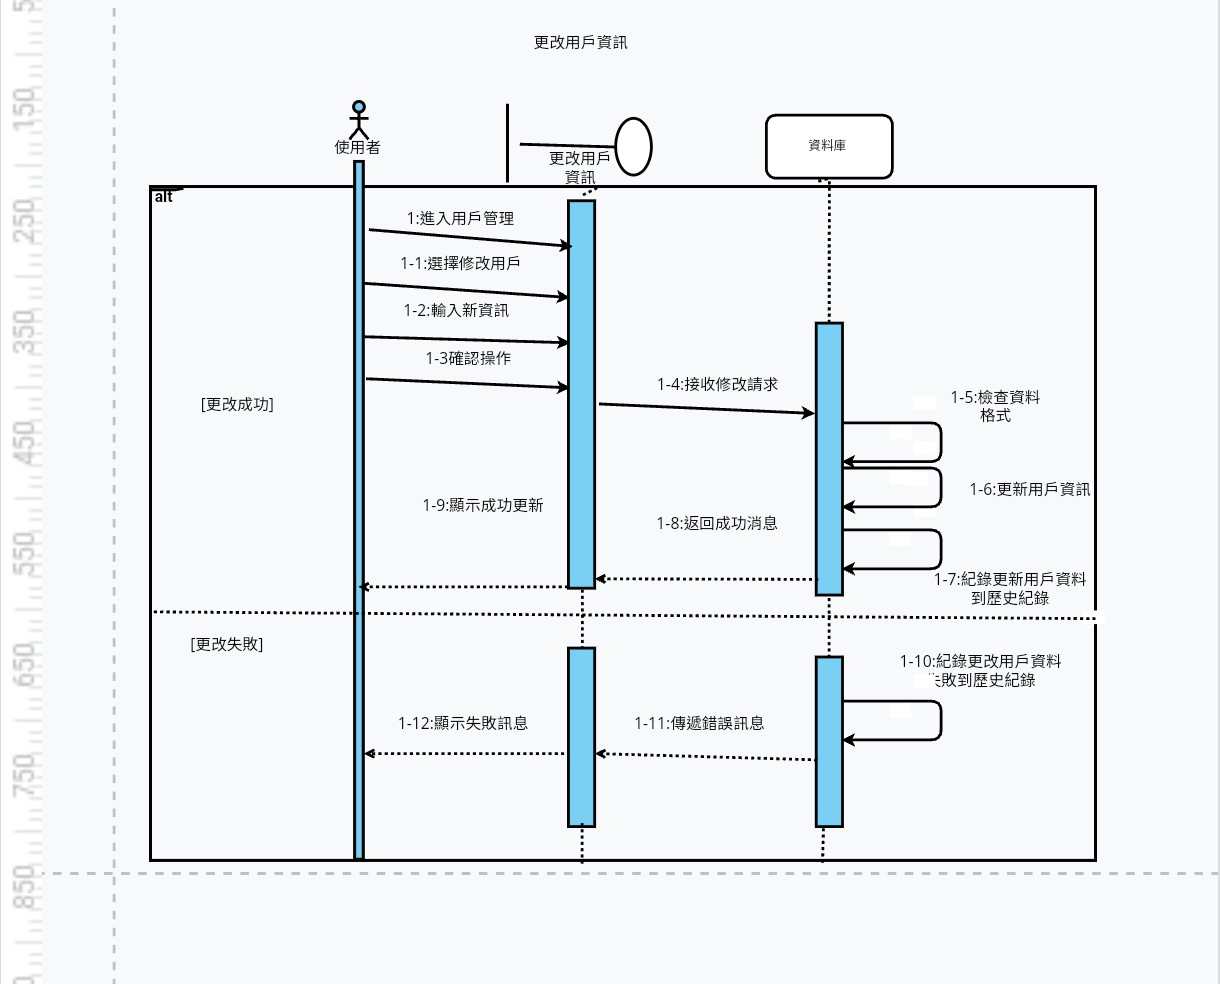 更改用戶資訊
使用者
更改用戶
資訊
資料庫
alt
1:進入用戶管理
1-1:選擇修改用戶
1-2:輸入新資訊
1-3確認操作
1-4:接收修改請求
[更改成功]
1-5:檢查資料
格式
1-6:更新用戶資訊
1-9:顯示成功更新
1-8:返回成功消息
1-7:紀錄更新用戶資料
到歷史紀錄
[更改失敗]
1-10:紀錄更改用戶資料
敗到歷史紀錄
1-12:顯示失敗訊息
1-11:傳遞錯誤訊息
150
250
350
450
550
650
750
850